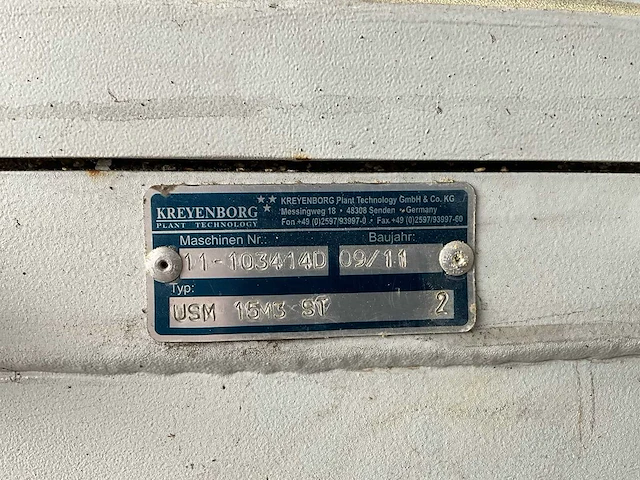 KREYENBORG
PLANT TECHNOLOGY
KREYENBORG Plant Technology GmbH & Co. KG
Messingweg 18 • 48308 Senden • Germany
Fon +49 (0)2597/93997-0 • Fax +49 (0)2597/93997-60
Maschinen Nr.: Baujahr:
11-103414D 09/11
Typ:
USM 15M3 ST 2